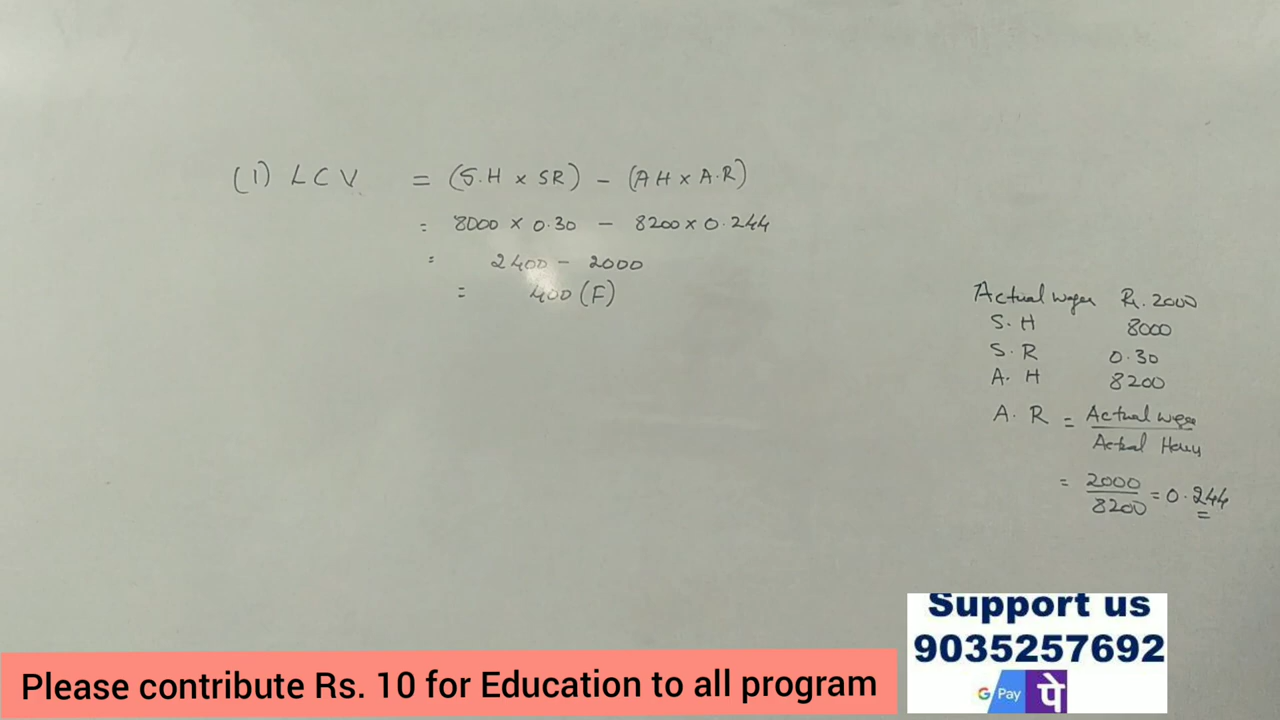 (1) LCV = (S.H x SR) - (AH x A.R)
= 8000 x 0.30 - 8200 x 0.244
= 2400 - 2000
= 400 (F)
Actual wages Rs. 2000
S. H 8000
S. R 0.30
A. H 8200
A. R = Actual wages
Actual Hours
= 2000
8200 = 0.244
Support us
9035257692
G Pay पे
Please contribute Rs. 10 for Education to all program